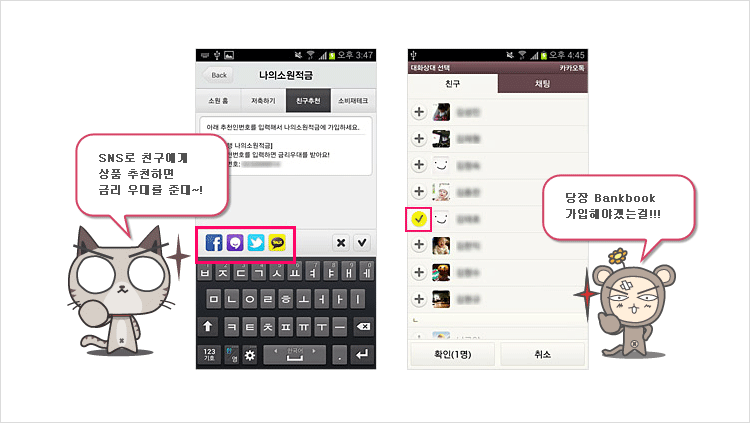 오후 3:47
Back
나의소원적금
소원 홈
저축하기
친구추천
소비재테크
아래 추천인번호를 입력해서 나의소원적금에 가입하세요.
행 나의소원적금]
인번호를 입력하면 금리우대를 받아요!
번호:
SNS로 친구에게
상품 추천하면
금리 우대를 준대~!
TALK
ㅂ ㅈ ㄷ ㄱ ㅅ ㅛ ㅕ ㅑ ㅐ ㅔ
ㅁ ㄴ ㅇ ㄹ ㅎ ㅗ ㅓ ㅏ ㅣ
ㅋ ㅌ ㅊ ㅍ ㅠ ㅜ ㅡ
123
기호
한
영
한국어
.
오후 4:45
대화상대 선택
카카오톡
친구
채팅
당장 Bankbook
가입해야겠는걸!!!
ㄴ
확인(1명)
취소